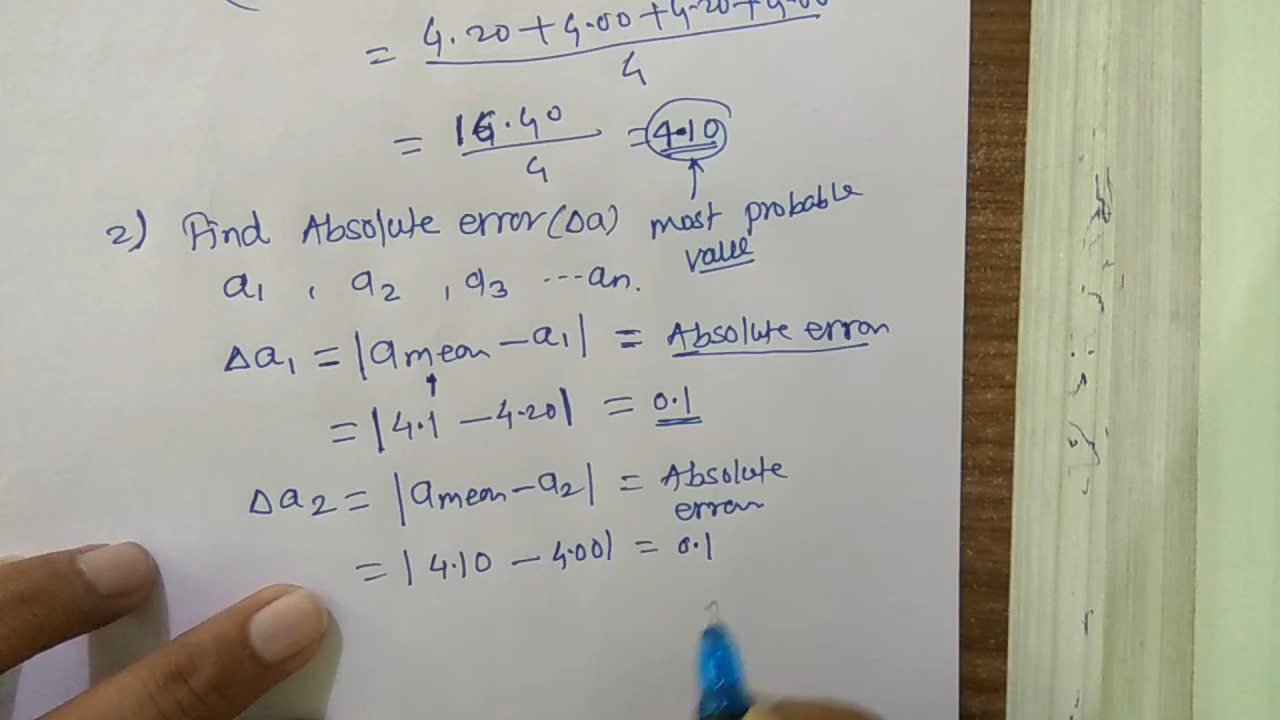 = 4.20 + 4.00 + 4.20 + 4.00
4
= 16.40 = 4.10
4
2) Find Absolute error (Δa) most probable value
a1 , a2 , a3 ---an.
Δa1 = |amean - a1| = Absolute error
= |4.1 - 4.20| = 0.1
Δa2 = |amean - a2| = Absolute error
= |4.10 - 4.00| = 0.1